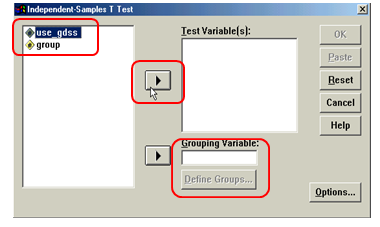 Independent-Samples T Test
use_gdss
group
Test Variable(s):
Grouping Variable:
Define Groups...
OK
Paste
Reset
Cancel
Help
Options...